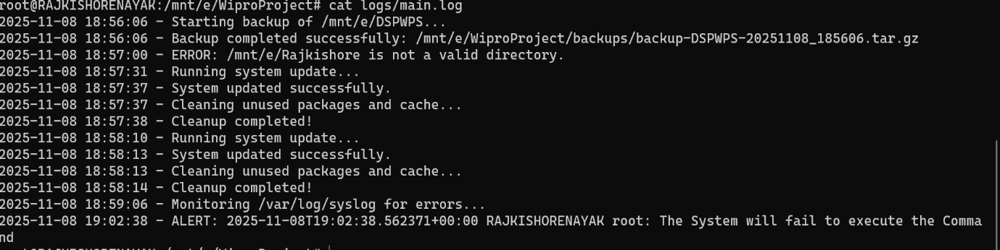 root@RAJKISHORENAYAK:/mnt/e/WiproProject# cat logs/main.log
2025-11-08 18:56:06 - Starting backup of /mnt/e/DSPWPS...
2025-11-08 18:56:06 - Backup completed successfully: /mnt/e/WiproProject/backups/backup-DSPWPS-20251108_185606.tar.gz
2025-11-08 18:57:00 - ERROR: /mnt/e/Rajkishore is not a valid directory.
2025-11-08 18:57:31 - Running system update...
2025-11-08 18:57:37 - System updated successfully.
2025-11-08 18:57:37 - Cleaning unused packages and cache...
2025-11-08 18:57:38 - Cleanup completed!
2025-11-08 18:58:10 - Running system update...
2025-11-08 18:58:13 - System updated successfully.
2025-11-08 18:58:13 - Cleaning unused packages and cache...
2025-11-08 18:58:14 - Cleanup completed!
2025-11-08 18:59:06 - Monitoring /var/log/syslog for errors...
2025-11-08 19:02:38 - ALERT: 2025-11-08T19:02:38.562371+00:00 RAJKISHORENAYAK root: The System will fail to execute the Comma
nd